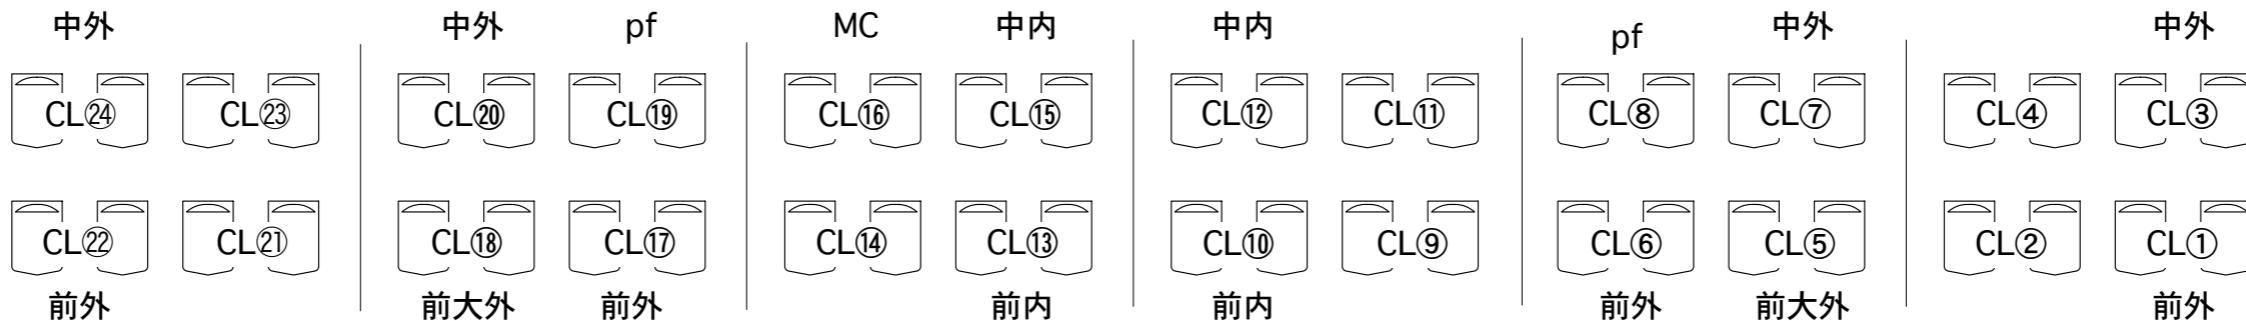 中外 中外 pf MC 中内 中内 pf 中外 中外
CL㉔ CL㉓ CL⑳ CL⑲ CL⑯ CL⑮ CL⑫ CL⑪ CL⑧ CL⑦ CL④ CL③
CL㉒ CL㉑ CL⑱ CL⑰ CL⑭ CL⑬ CL⑩ CL⑨ CL⑥ CL⑤ CL② CL①
前外 前大外 前外 前内 前内 前外 前大外 前外